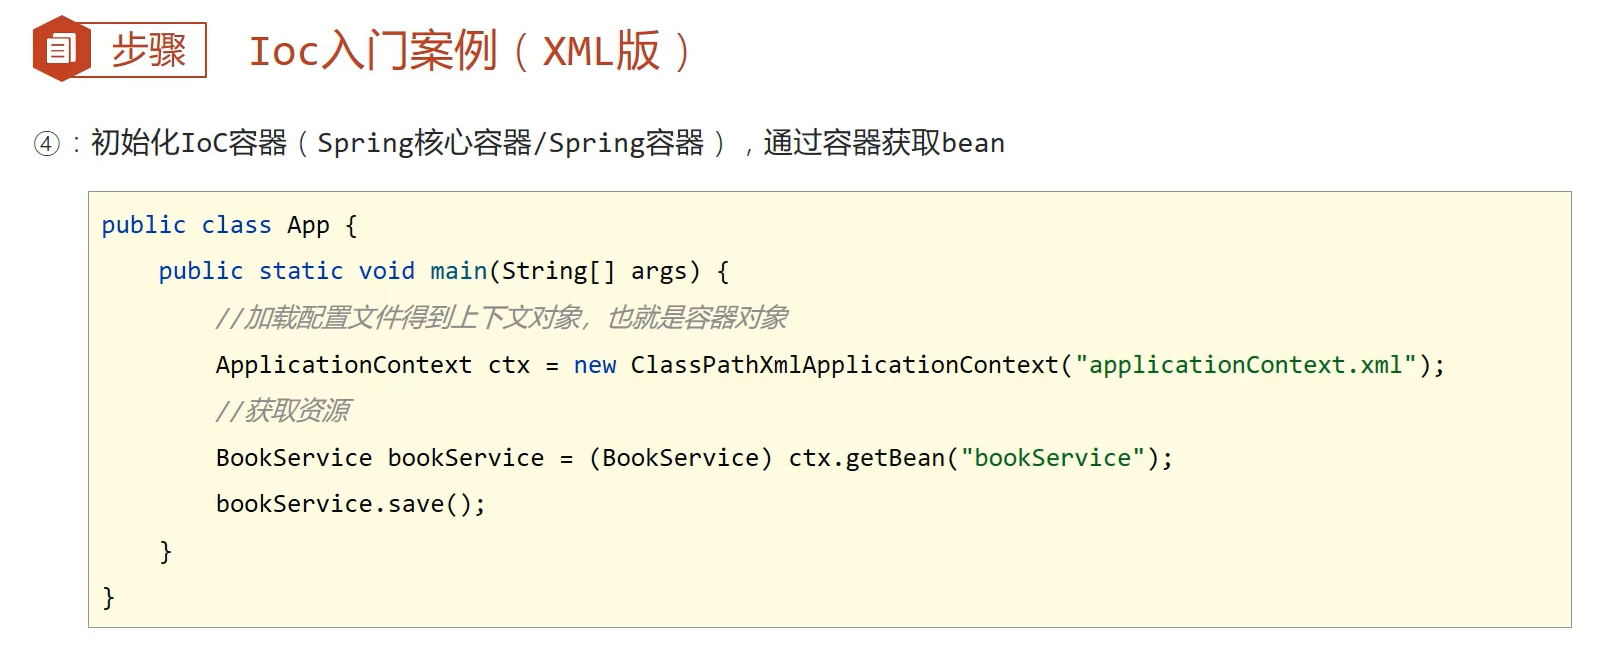 步骤 Ioc入门案例（XML版）
④：初始化IoC容器（Spring核心容器/Spring容器），通过容器获取bean
public class App {
    public static void main(String[] args) {
        //加载配置文件得到上下文对象，也就是容器对象
        ApplicationContext ctx = new ClassPathXmlApplicationContext("applicationContext.xml");
        //获取资源
        BookService bookService = (BookService) ctx.getBean("bookService");
        bookService.save();
    }
}